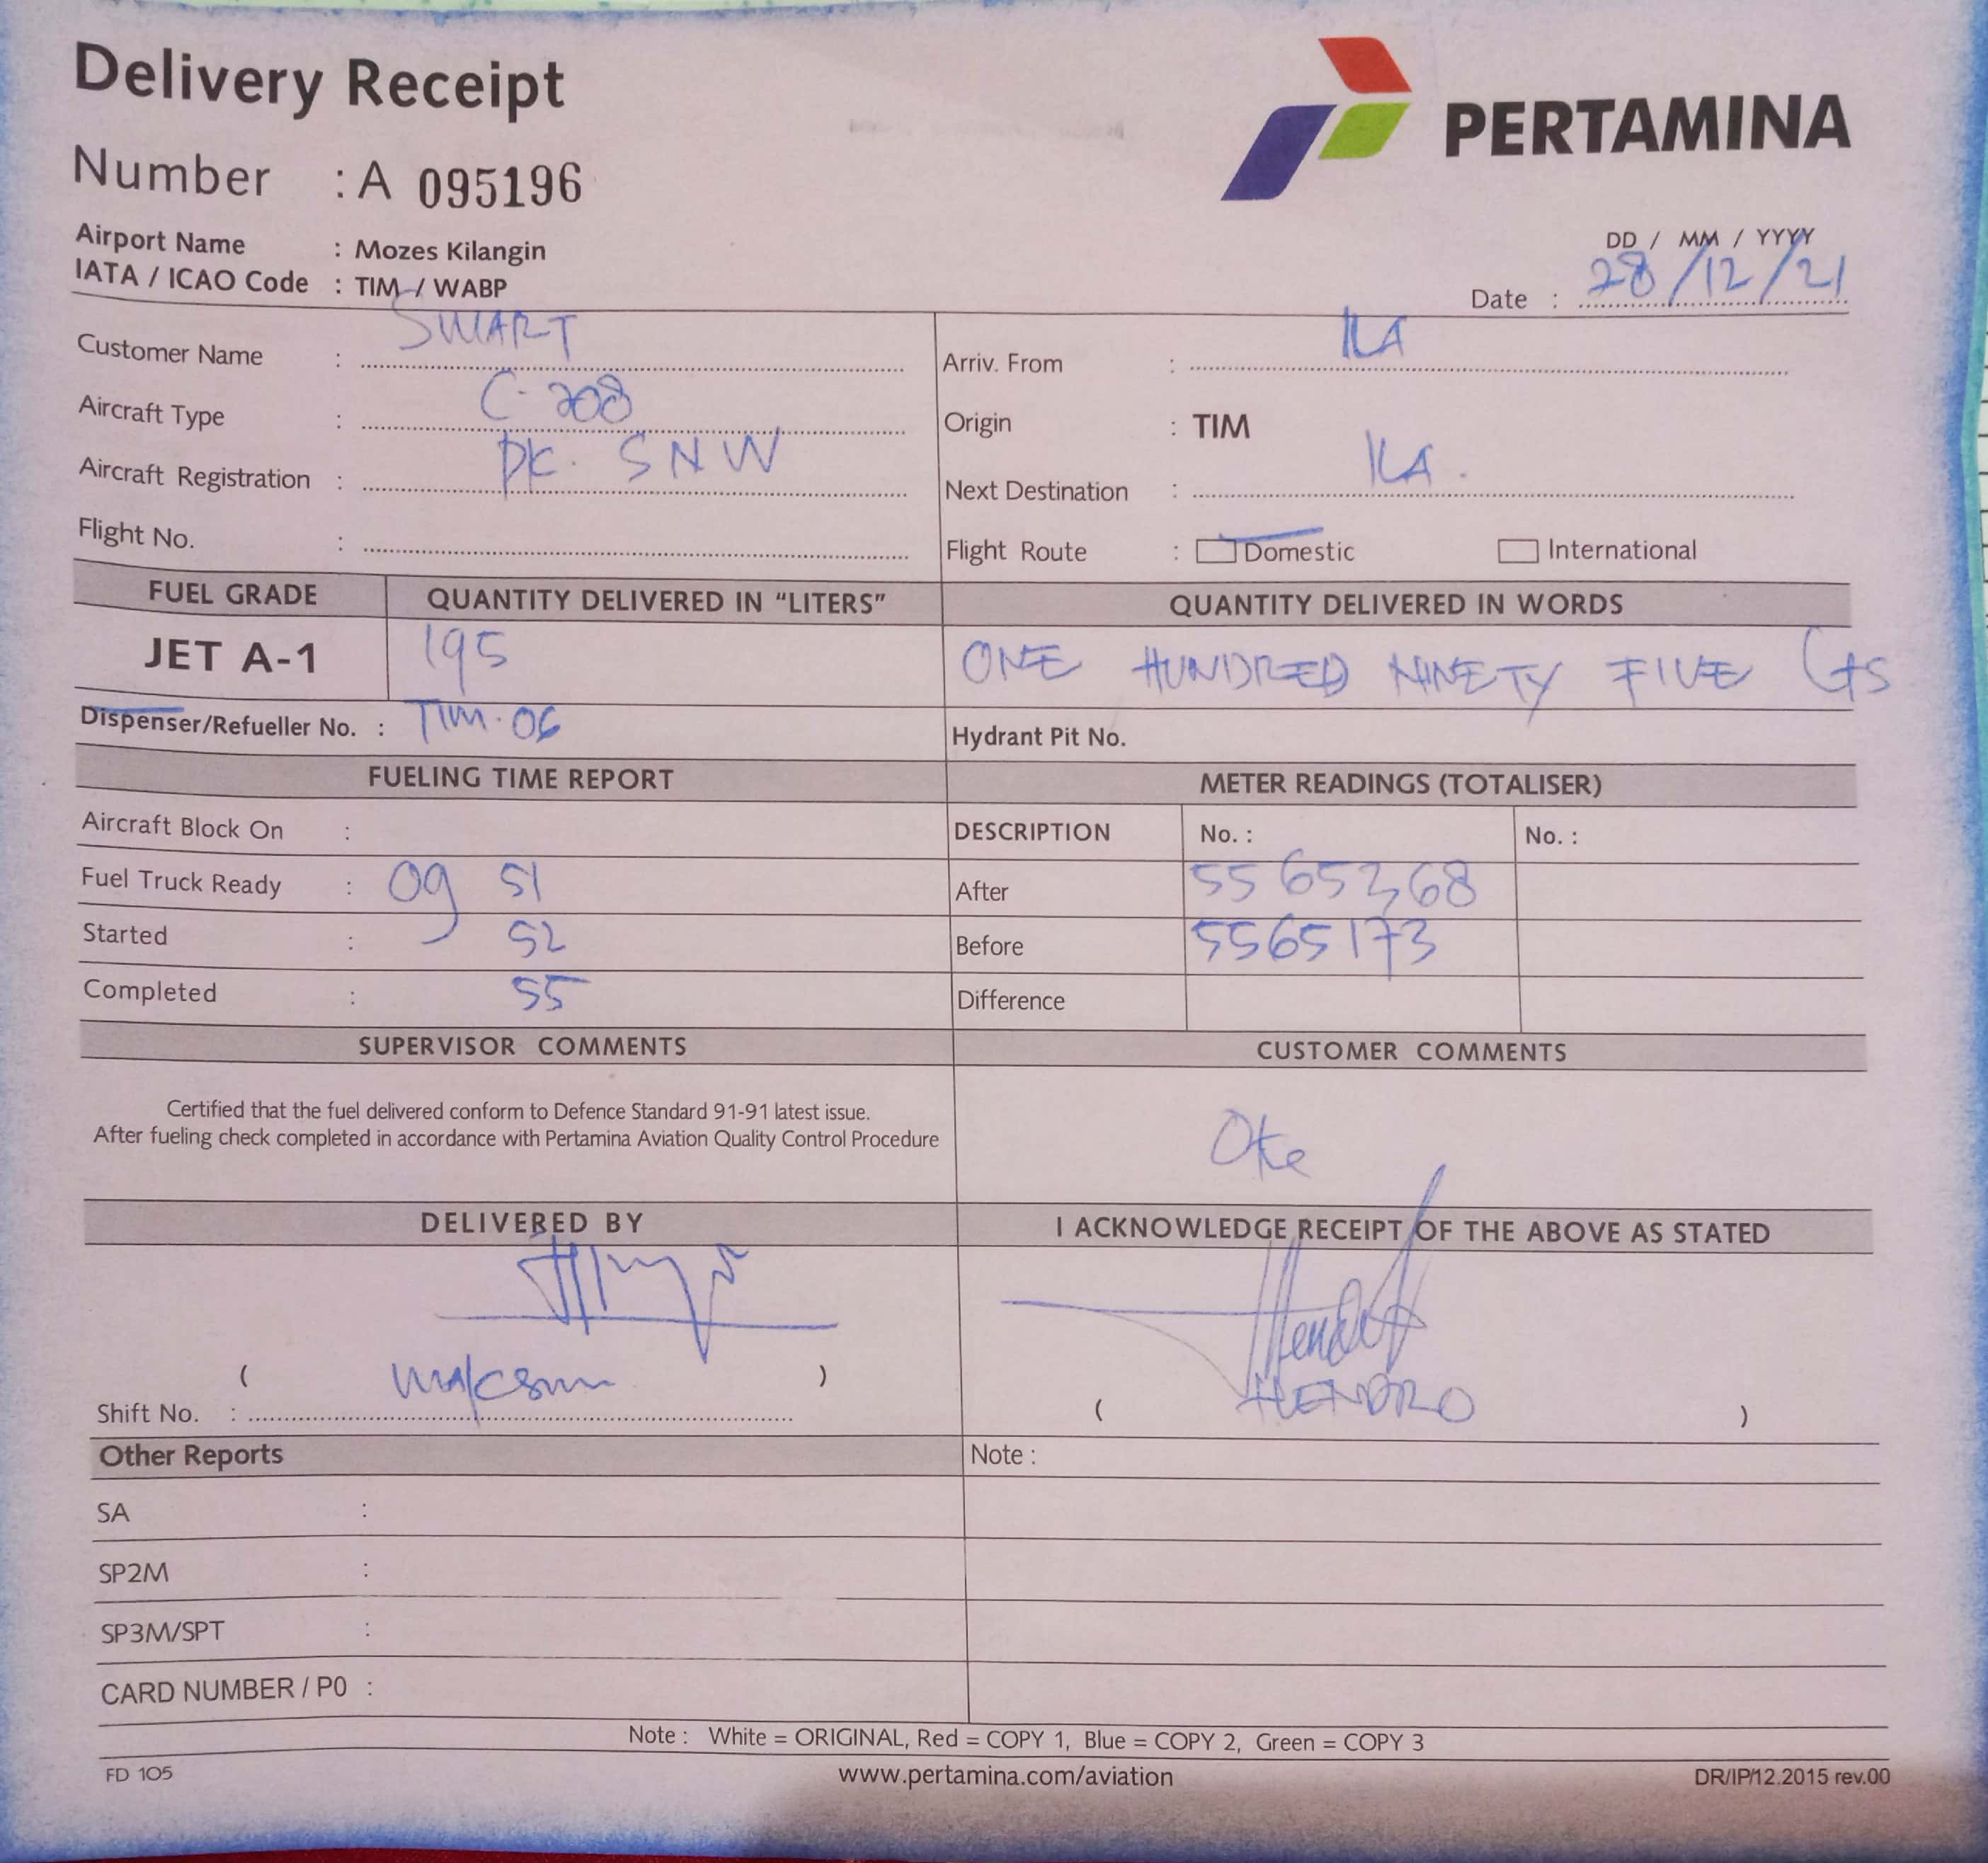 Delivery Receipt
PERTAMINA
Number : A 095196
Airport Name : Mozes Kilangin
IATA / ICAO Code : TIM / WABP
DD / MM / YYYY
Date : 28/12/21
Customer Name : SMART
Arriv. From : ILA
Aircraft Type : C-208
Origin : TIM
Aircraft Registration : PK. SNW
Next Destination : ILA.
Flight No. :
Flight Route : Domestic International
FUEL GRADE QUANTITY DELIVERED IN "LITERS" QUANTITY DELIVERED IN WORDS
JET A-1 195 ONE HUNDRED NINETY FIVE
Dispenser/Refueller No. : TIM.06 Hydrant Pit No.
FUELING TIME REPORT METER READINGS (TOTALISER)
Aircraft Block On : DESCRIPTION No. : No. :
Fuel Truck Ready : 09 51 After 5565368
Started : 52 Before 5565173
Completed : 55 Difference
SUPERVISOR COMMENTS CUSTOMER COMMENTS
Certified that the fuel delivered conform to Defence Standard 91-91 latest issue.
After fueling check completed in accordance with Pertamina Aviation Quality Control Procedure
Oke
DELIVERED BY I ACKNOWLEDGE RECEIPT OF THE ABOVE AS STATED
( )
Shift No. :
( HENDRO )
Other Reports Note :
SA :
SP2M :
SP3M/SPT :
CARD NUMBER / P0 :
Note : White = ORIGINAL, Red = COPY 1, Blue = COPY 2, Green = COPY 3
FD 105 www.pertamina.com/aviation DR/IP/12.2015 rev.00